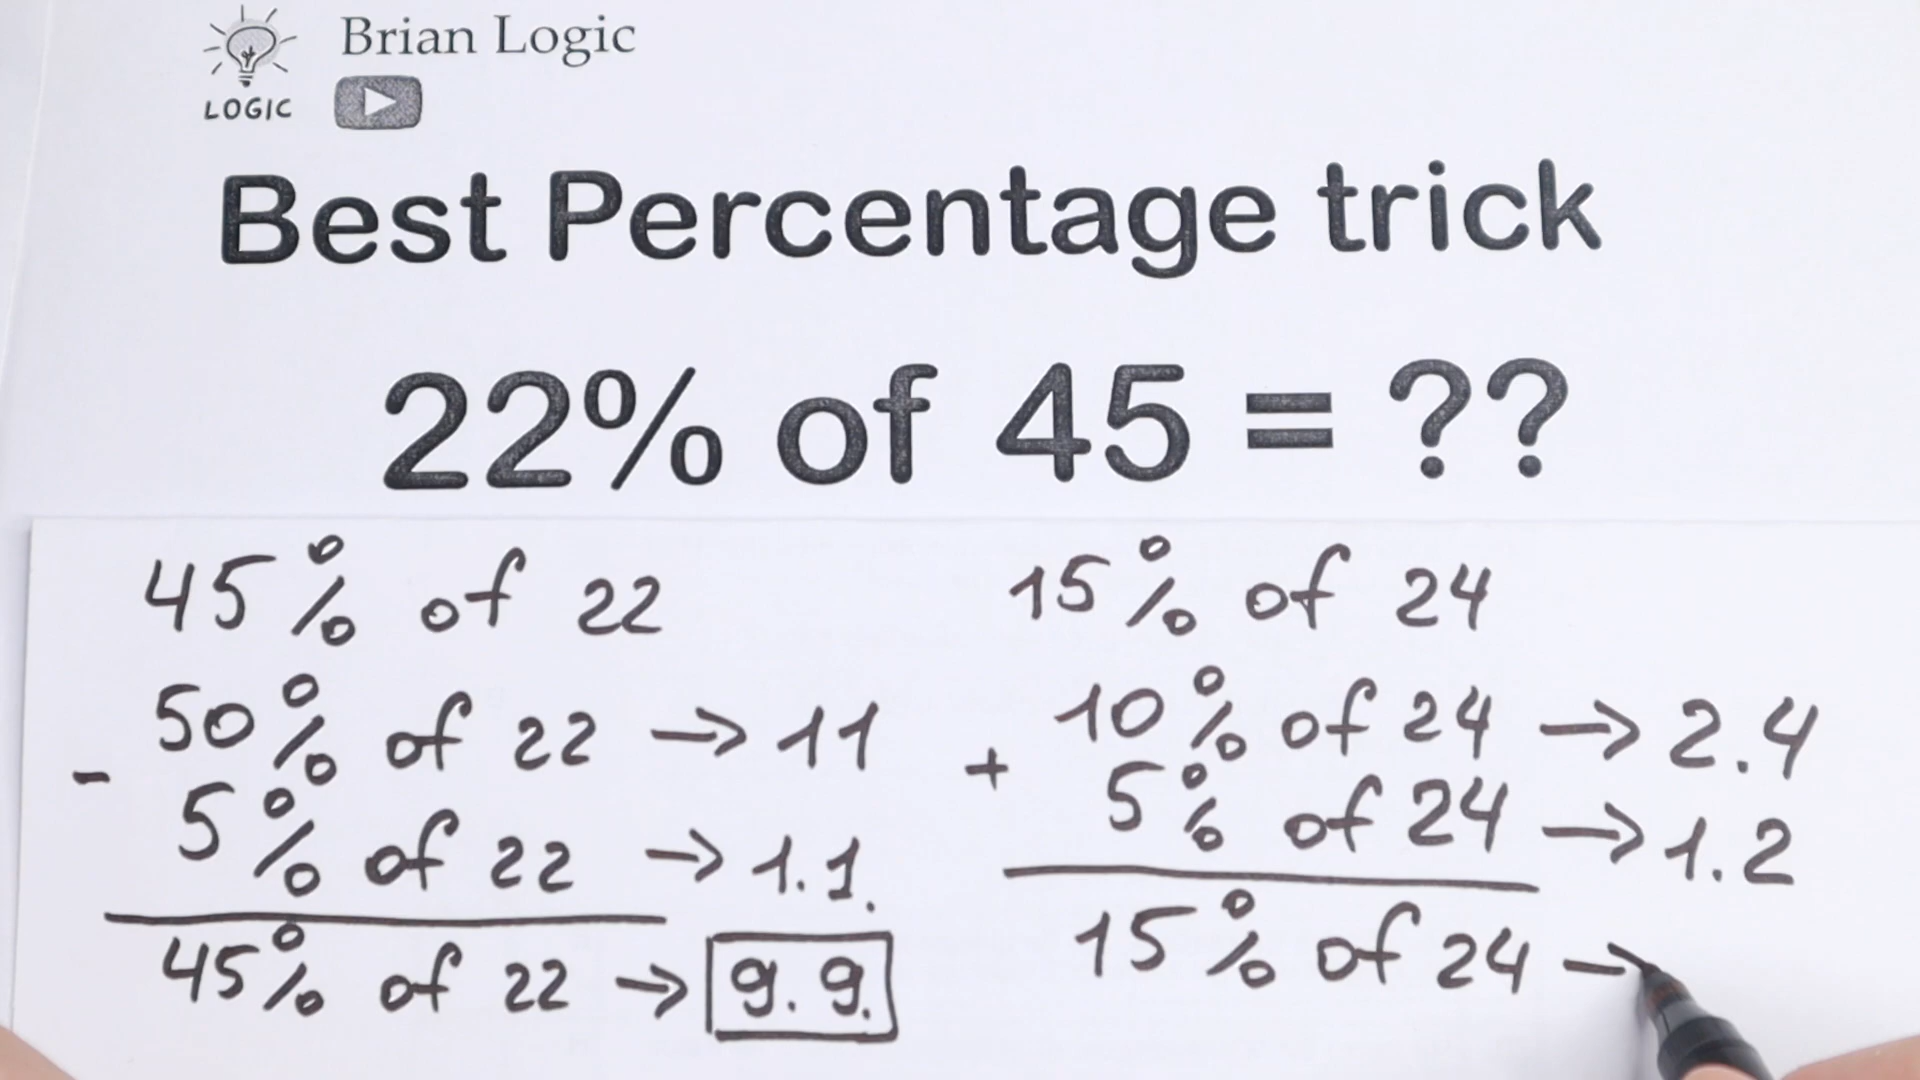 Brian Logic
LOGIC
Best Percentage trick
22% of 45 = ??
45% of 22
- 50% of 22 → 11
5% of 22 → 1.1.
45% of 22 → 9.9.
15% of 24
+ 10% of 24 → 2.4
5% of 24 → 1.2
15% of 24 →